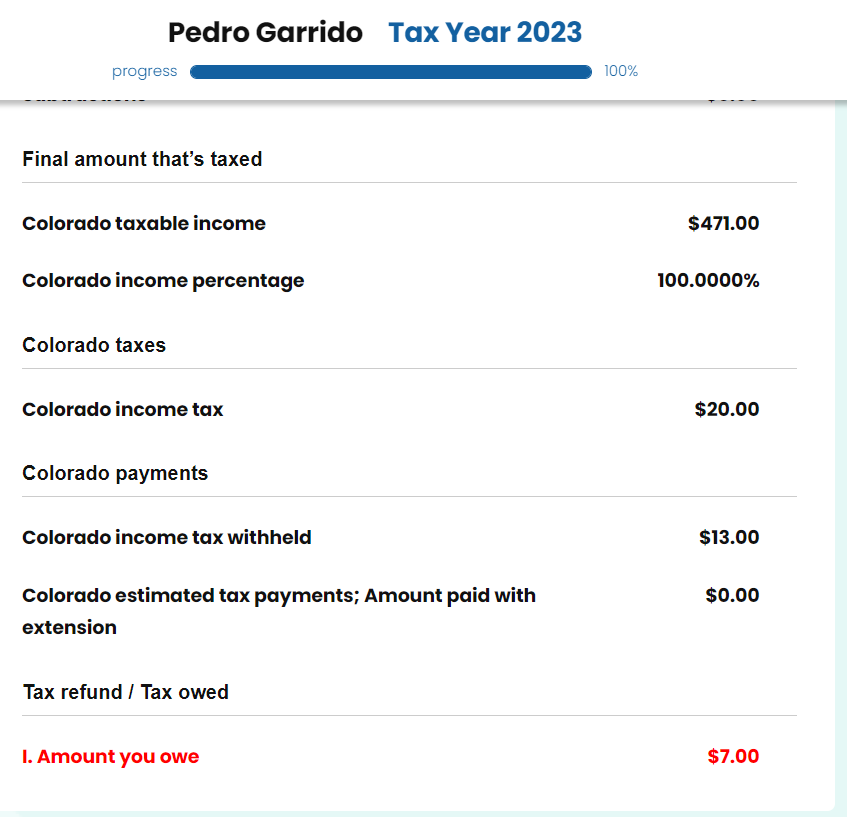 Pedro Garrido Tax Year 2023
progress 100%
Final amount that's taxed
Colorado taxable income $471.00
Colorado income percentage 100.0000%
Colorado taxes
Colorado income tax $20.00
Colorado payments
Colorado income tax withheld $13.00
Colorado estimated tax payments; Amount paid with $0.00
extension
Tax refund / Tax owed
I. Amount you owe $7.00